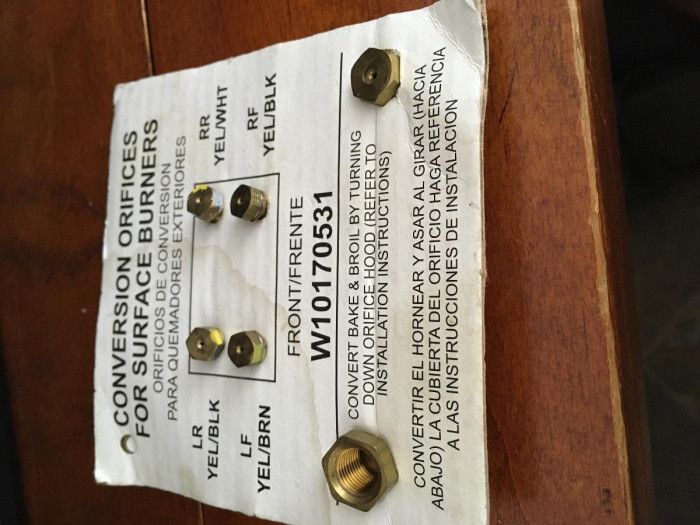 CONVERSION ORIFICES
FOR SURFACE BURNERS
ORIFICIOS DE CONVERSION
PARA QUEMADORES EXTERIORES
LR
YEL/BLK
RR
YEL/WHT
LF
YEL/BRN
RF
YEL/BLK
FRONT/FRENTE
W10170531
CONVERT BAKE & BROIL BY TURNING
DOWN ORIFICE HOOD (REFER TO
INSTALLATION INSTRUCTIONS)
CONVERTIR EL HORNEAR Y ASAR AL GIRAR (HACIA
ABAJO) LA CUBIERTA DEL ORIFICIO HAGA REFERENCIA
A LAS INSTRUCCIONES DE INSTALACION